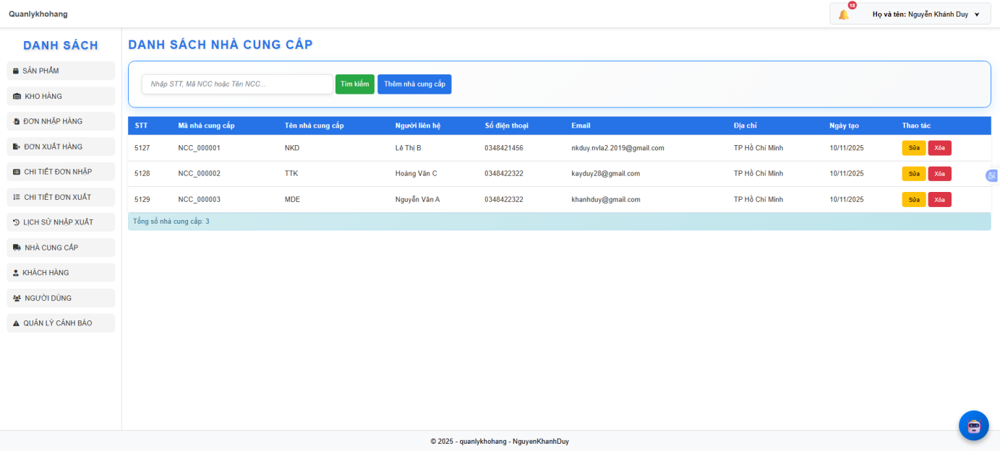 Quanlykhohang
18
Họ và tên: Nguyễn Khánh Duy
DANH SÁCH
SẢN PHẨM
KHO HÀNG
ĐƠN NHẬP HÀNG
ĐƠN XUẤT HÀNG
CHI TIẾT ĐƠN NHẬP
CHI TIẾT ĐƠN XUẤT
LỊCH SỬ NHẬP XUẤT
NHÀ CUNG CẤP
KHÁCH HÀNG
NGƯỜI DÙNG
QUẢN LÝ CẢNH BÁO
DANH SÁCH NHÀ CUNG CẤP
Nhập STT, Mã NCC hoặc Tên NCC... Tìm kiếm Thêm nhà cung cấp
STT Mã nhà cung cấp Tên nhà cung cấp Người liên hệ Số điện thoại Email Địa chỉ Ngày tạo Thao tác
5127 NCC_000001 NKD Lê Thị B 0348421456 nkduy.nvla2.2019@gmail.com TP Hồ Chí Minh 10/11/2025 Sửa Xóa
5128 NCC_000002 TTK Hoàng Văn C 0348422322 kayduy28@gmail.com TP Hồ Chí Minh 10/11/2025 Sửa Xóa
5129 NCC_000003 MDE Nguyễn Văn A 0348422322 khanhduy@gmail.com TP Hồ Chí Minh 10/11/2025 Sửa Xóa
Tổng số nhà cung cấp: 3
© 2025 - quanlykhohang - NguyenKhanhDuy